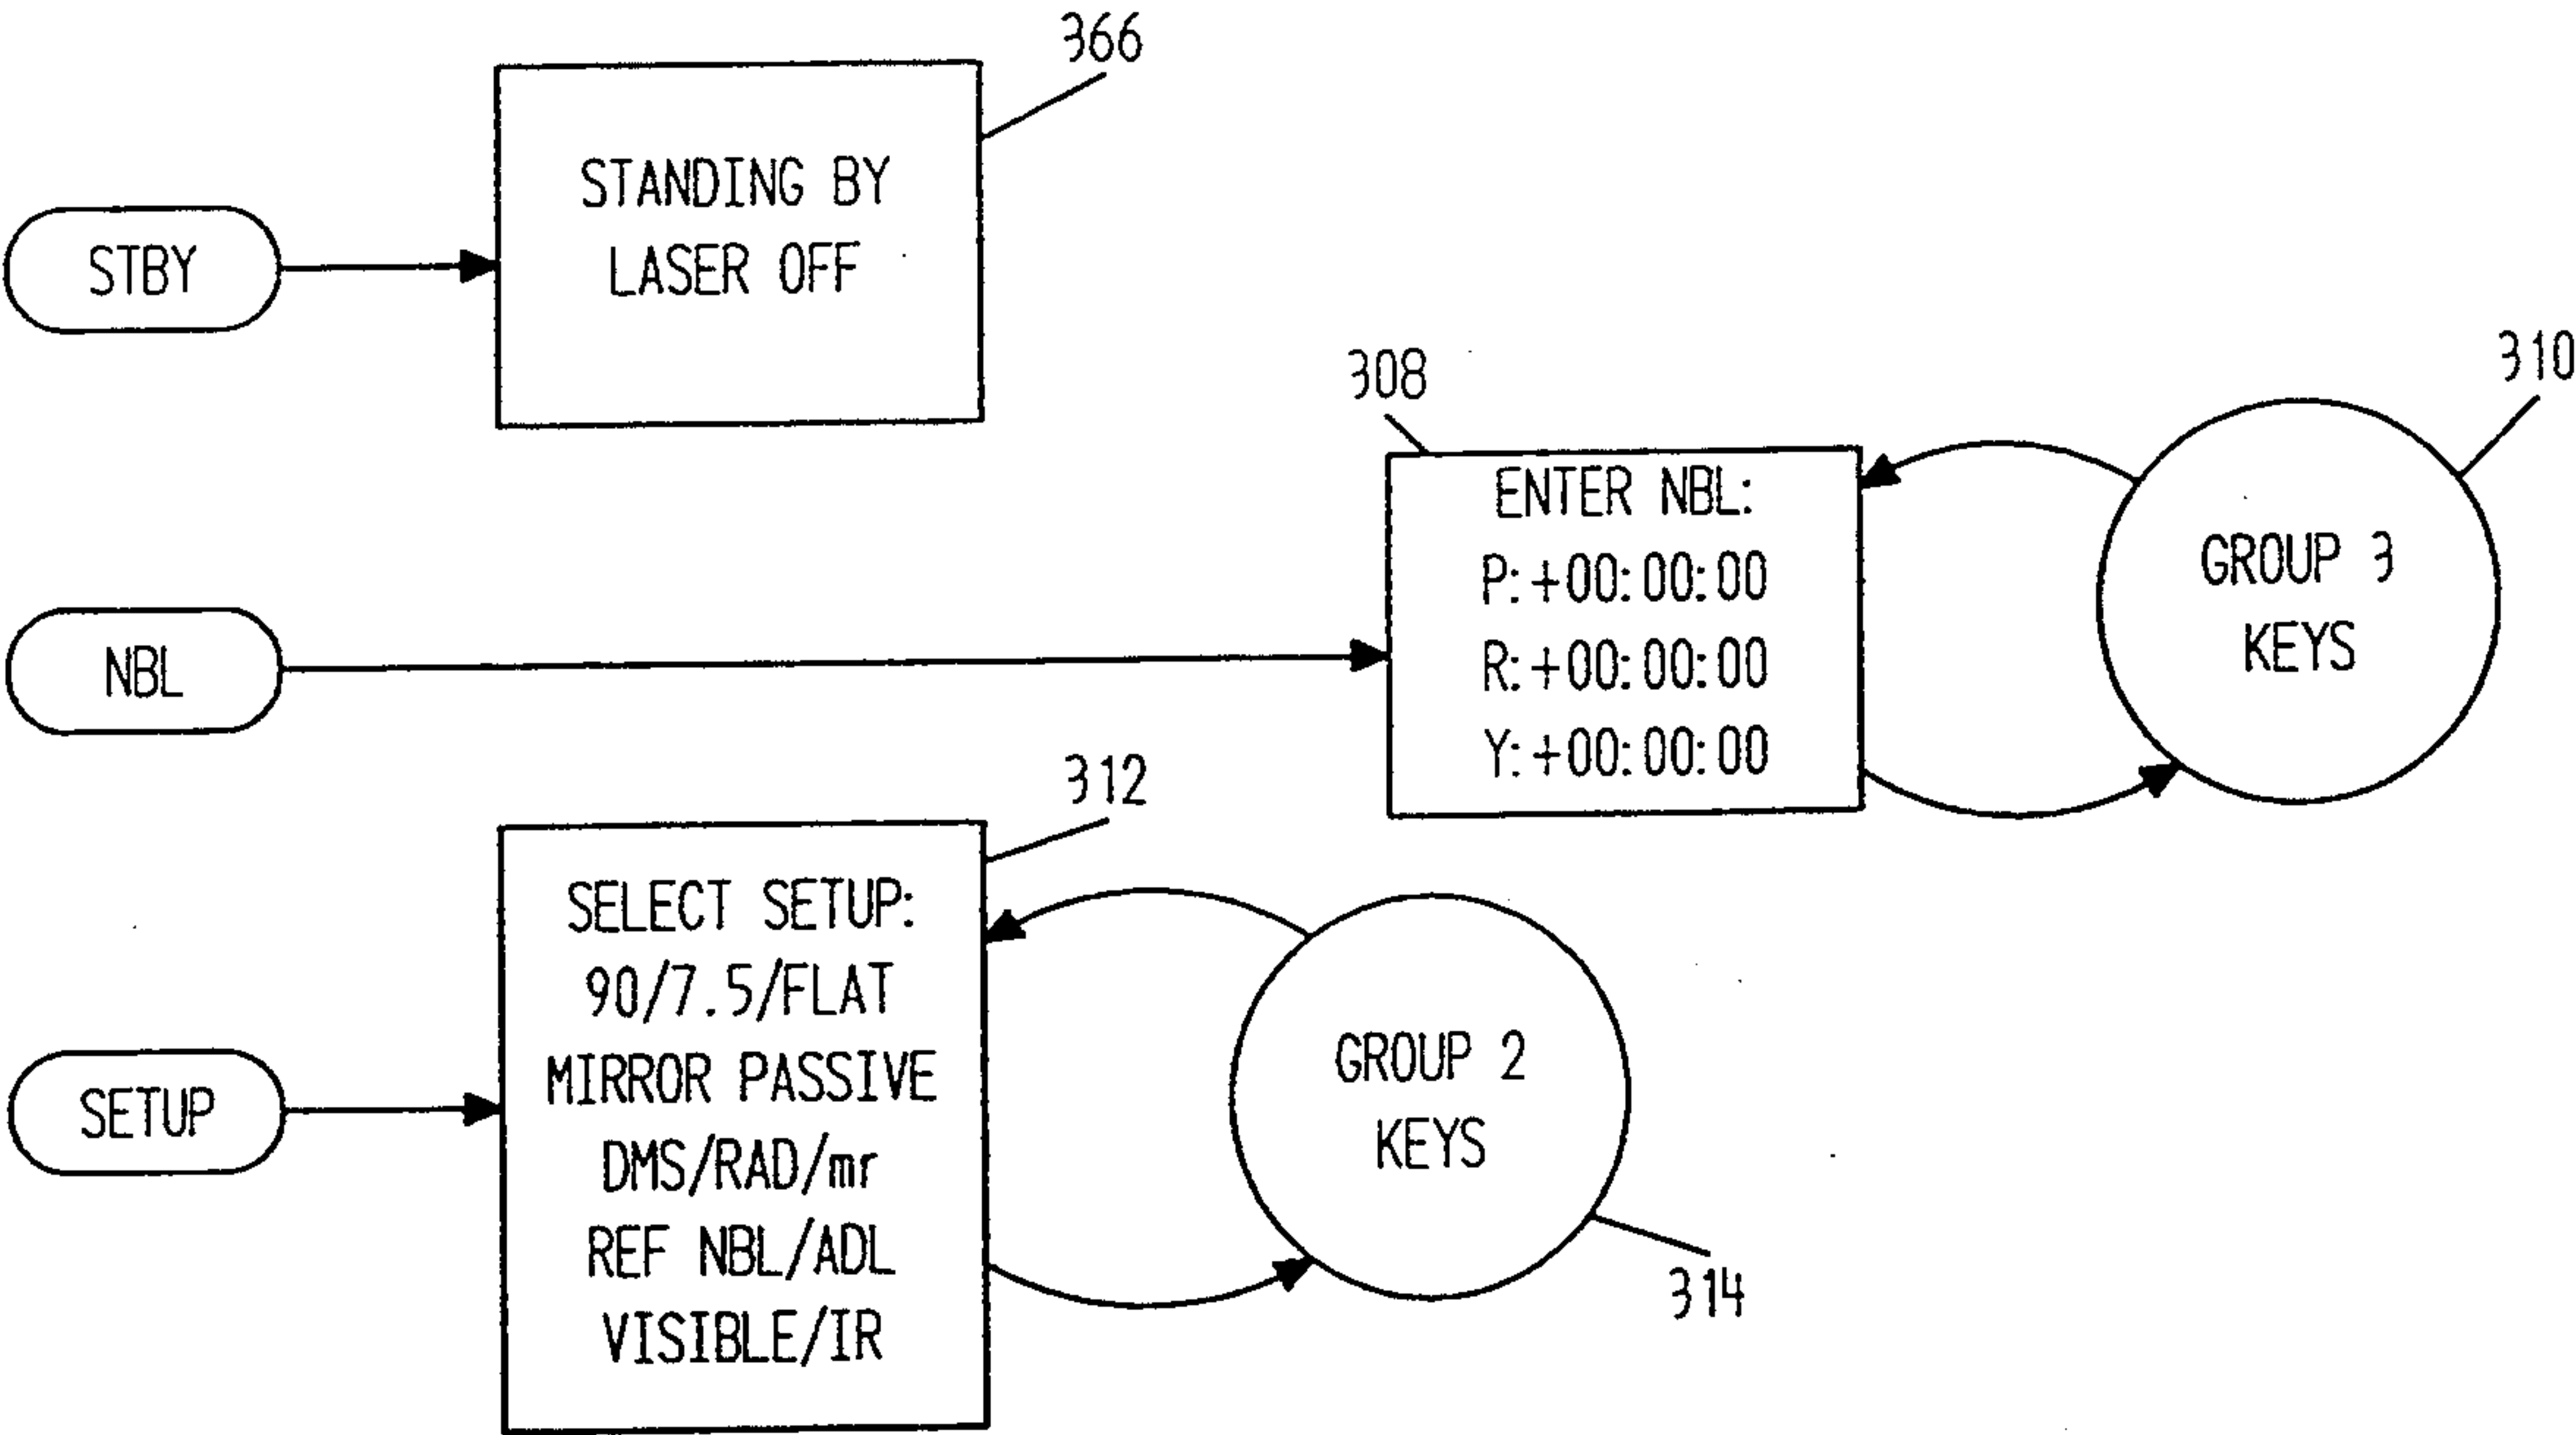 366
STANDING BY
LASER OFF
STBY
308
310
ENTER NBL:
P:+00:00:00
R:+00:00:00
Y:+00:00:00
GROUP 3
KEYS
NBL
312
SELECT SETUP:
90/7.5/FLAT
MIRROR PASSIVE
DMS/RAD/mr
REF NBL/ADL
VISIBLE/IR
GROUP 2
KEYS
SETUP
314